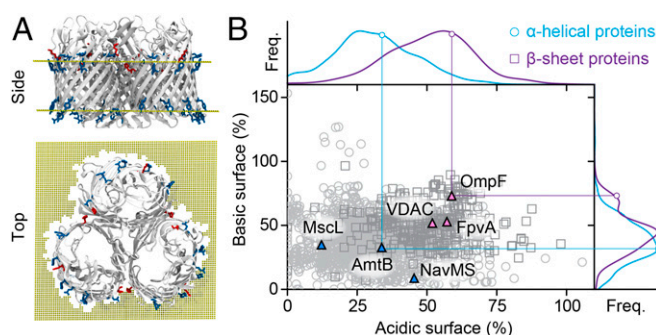 A
Side
Top
B
Freq.
α-helical proteins
β-sheet proteins
Basic surface (%)
150
100
50
0
OmpF
VDAC
FpvA
MscL
AmtB
NavMS
0
25
50
75
100
Acidic surface (%)
Freq.